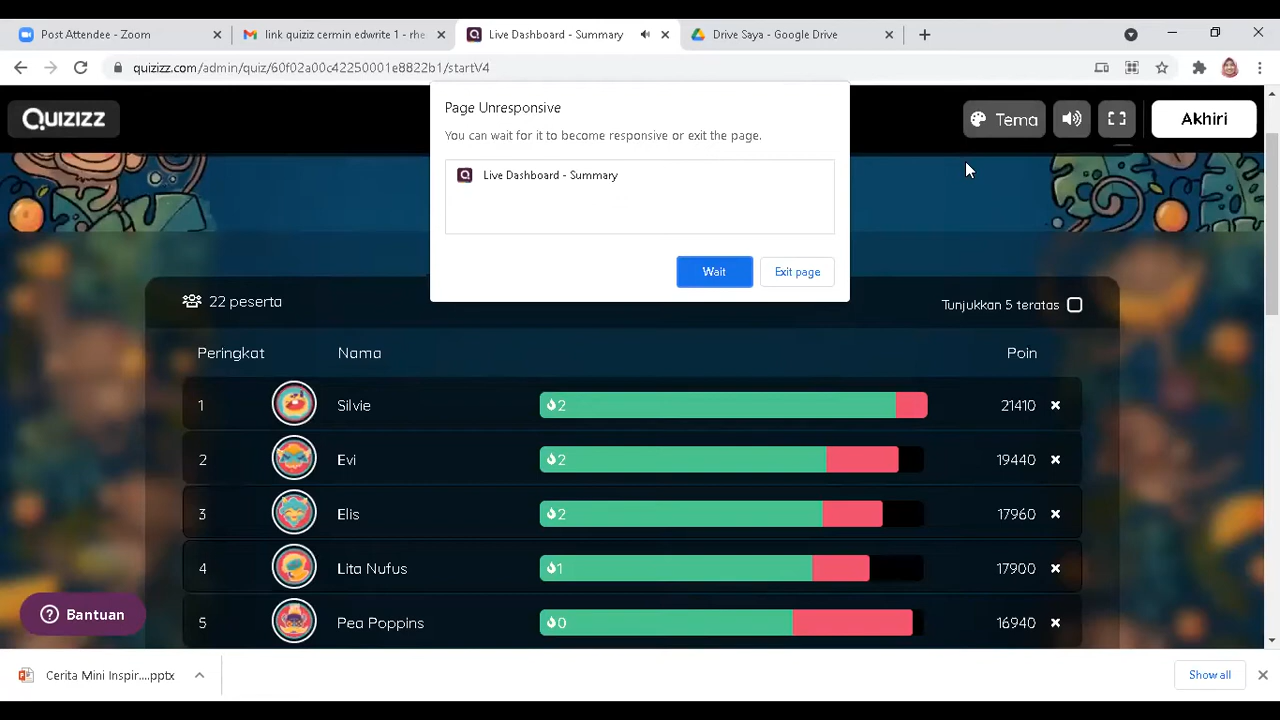 Post Attendee - Zoom
link quiziz cermin edwrite 1 - rhe
Live Dashboard - Summary
Drive Saya - Google Drive
quizizz.com/admin/quiz/60f02a00c42250001e8822b1/startV4
Quizizz
Tema
Akhiri
Page Unresponsive
You can wait for it to become responsive or exit the page.
Live Dashboard - Summary
Wait
Exit page
22 peserta
Tunjukkan 5 teratas
Peringkat
Nama
Poin
1 Silvie 2 21410
2 Evi 2 19440
3 Elis 2 17960
4 Lita Nufus 1 17900
5 Pea Poppins 0 16940
Bantuan
Cerita Mini Inspir....pptx
Show all